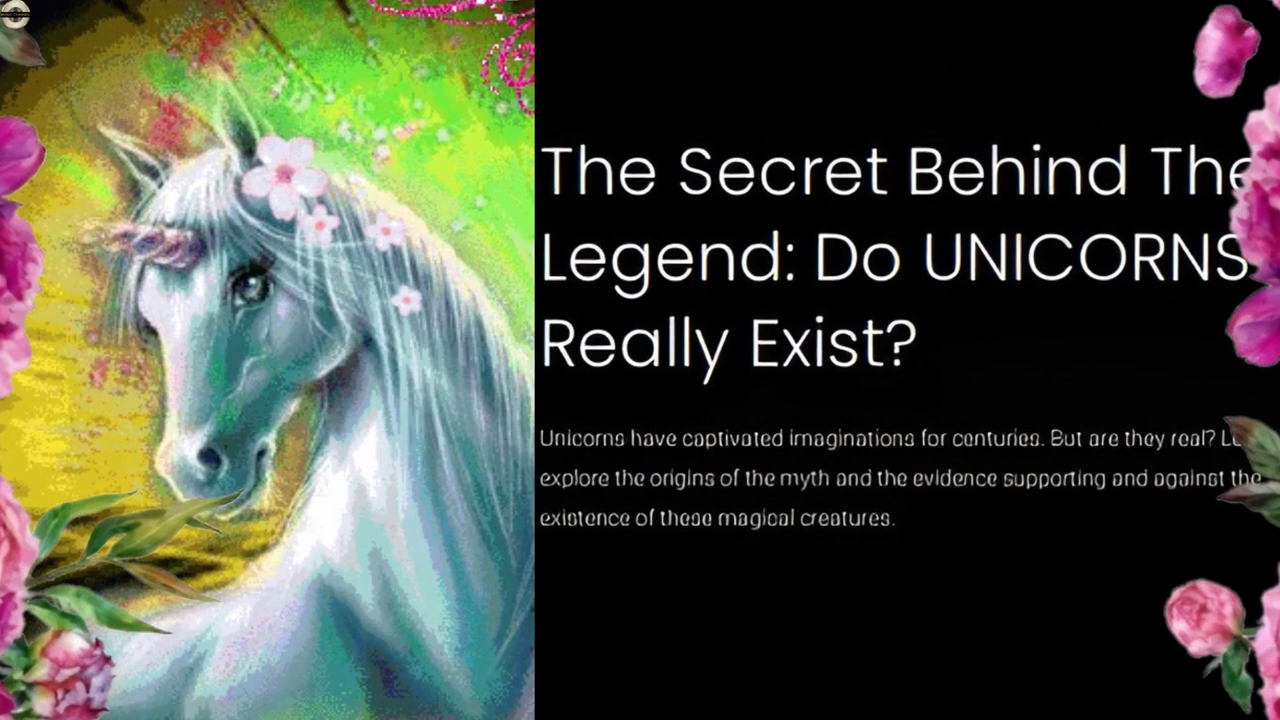 The Secret Behind The
Legend: Do UNICORNS
Really Exist?
Unicorns have captivated imaginations for centuries. But are they real?
explore the origins of the myth and the evidence supporting and against the
existence of these magical creatures.